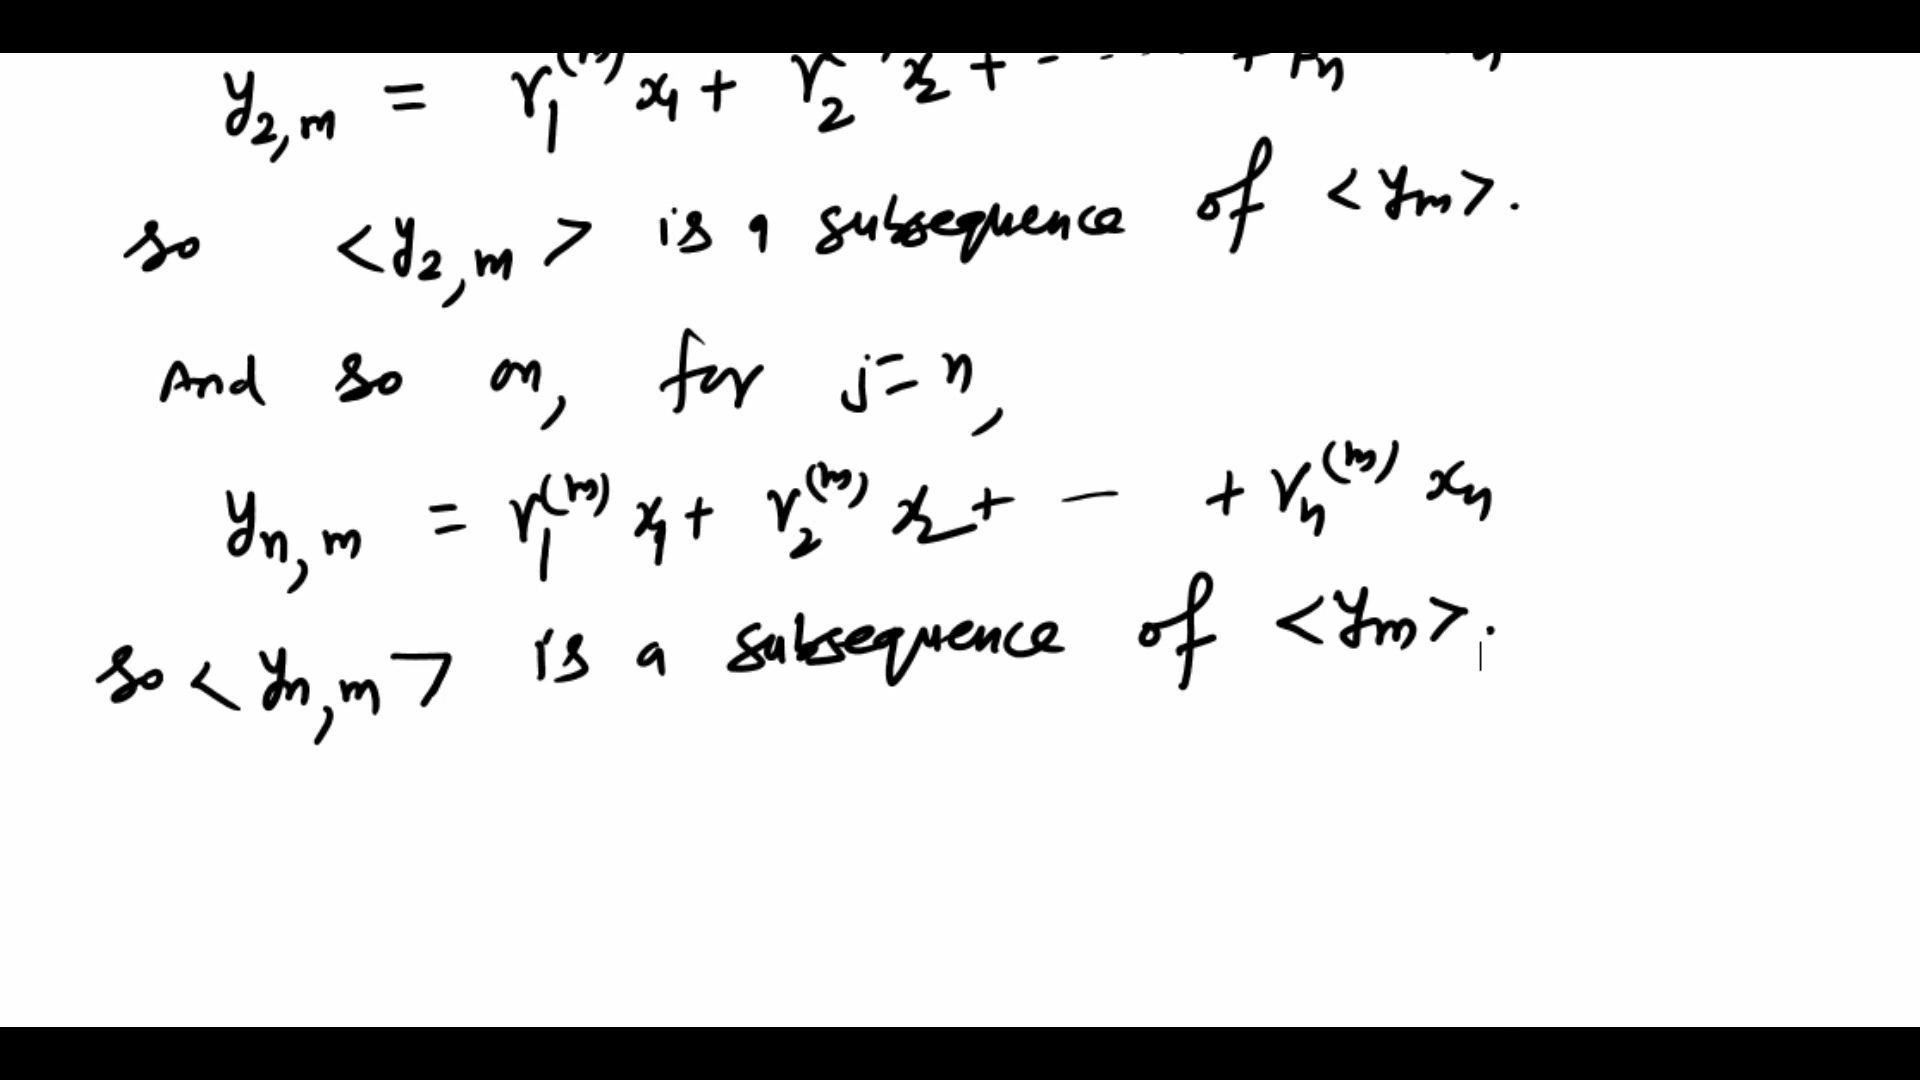 y₂,ₘ = r₁⁽ᵐ⁾ x₁ + r₂ x₂ + - - + rₙ
so <y₂,ₘ> is a subsequence of <yₘ>.
And so on, for j = n,
yₙ,ₘ = r₁⁽ᵐ⁾ x₁ + r₂⁽ᵐ⁾ x₂ + — + rₙ⁽ᵐ⁾ xₙ
so <yₙ,ₘ> is a subsequence of <yₘ>.